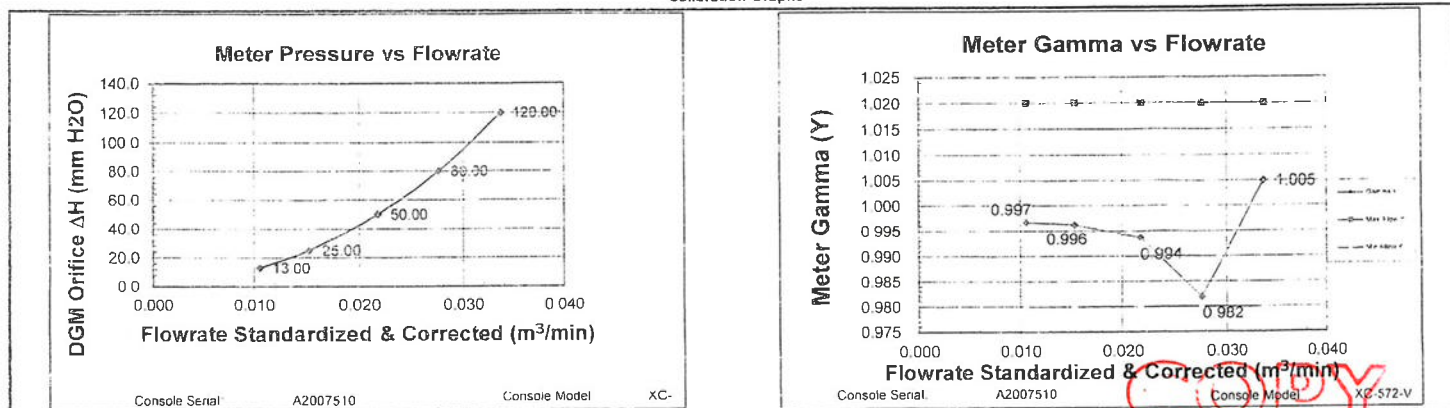 Calibration Graphs
Meter Pressure vs Flowrate
DGM Orifice ΔH (mm H2O)
140.0
120.0
100.0
80.0
60.0
40.0
20.0
0 0
120.00
80.00
50.00
25.00
13.00
0.000 0.010 0.020 0.030 0 040
Flowrate Standardized & Corrected (m³/min)
Console Serial A2007510 Console Model XC-
Meter Gamma vs Flowrate
Meter Gamma (Y)
1.025
1.020
1.015
1.010
1.005
1.000
0.995
0.990
0.985
0.980
0.975
0.997
0.996
0.994
0 982
1.005
0.000 0.010 0.020 0.030 0.040
Flowrate Standardized & Corrected (m³/min)
Console Serial. A2007510 Console Model XC-572-V
COPY